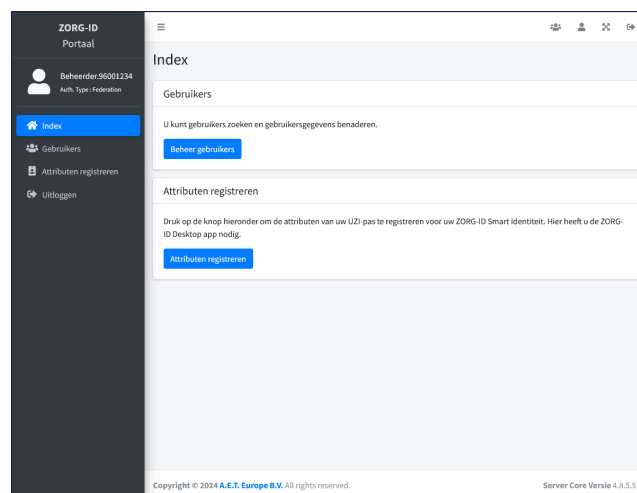 ZORG-ID
Portaal
Beheerder.96001234
Auth. Type : Federation
Index
Gebruikers
Attributen registreren
Uitloggen
Index
Gebruikers
U kunt gebruikers zoeken en gebruikersgegevens benaderen.
Beheer gebruikers
Attributen registreren
Druk op de knop hieronder om de attributen van uw UZI-pas te registreren voor uw ZORG-ID Smart identiteit. Hier heeft u de ZORG-
ID Desktop app nodig.
Attributen registreren
Copyright © 2024 A.E.T. Europe B.V. All rights reserved.
Server Core Versie 4.8.5.5